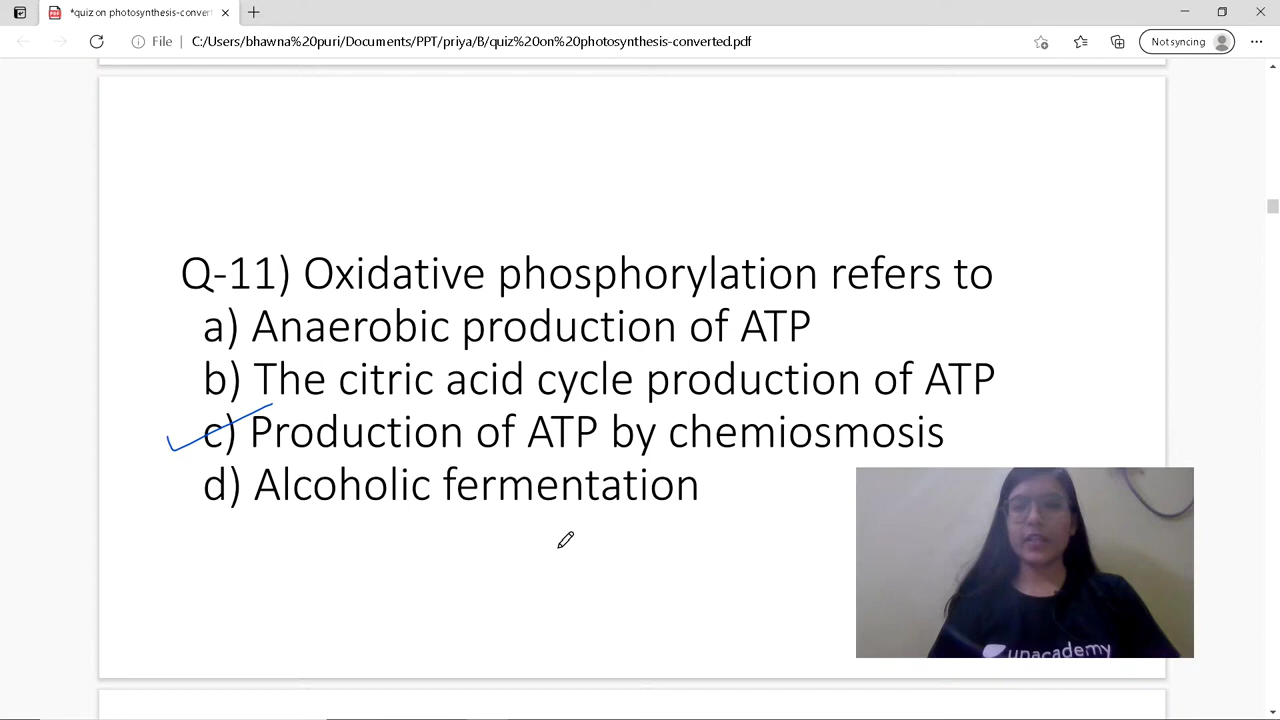 *quiz on photosynthesis-convert
File
C:/Users/bhawna%20puri/Documents/PPT/priya/B/quiz%20on%20photosynthesis-converted.pdf
Not syncing
Q-11) Oxidative phosphorylation refers to
a) Anaerobic production of ATP
b) The citric acid cycle production of ATP
c) Production of ATP by chemiosmosis
d) Alcoholic fermentation
unacademy